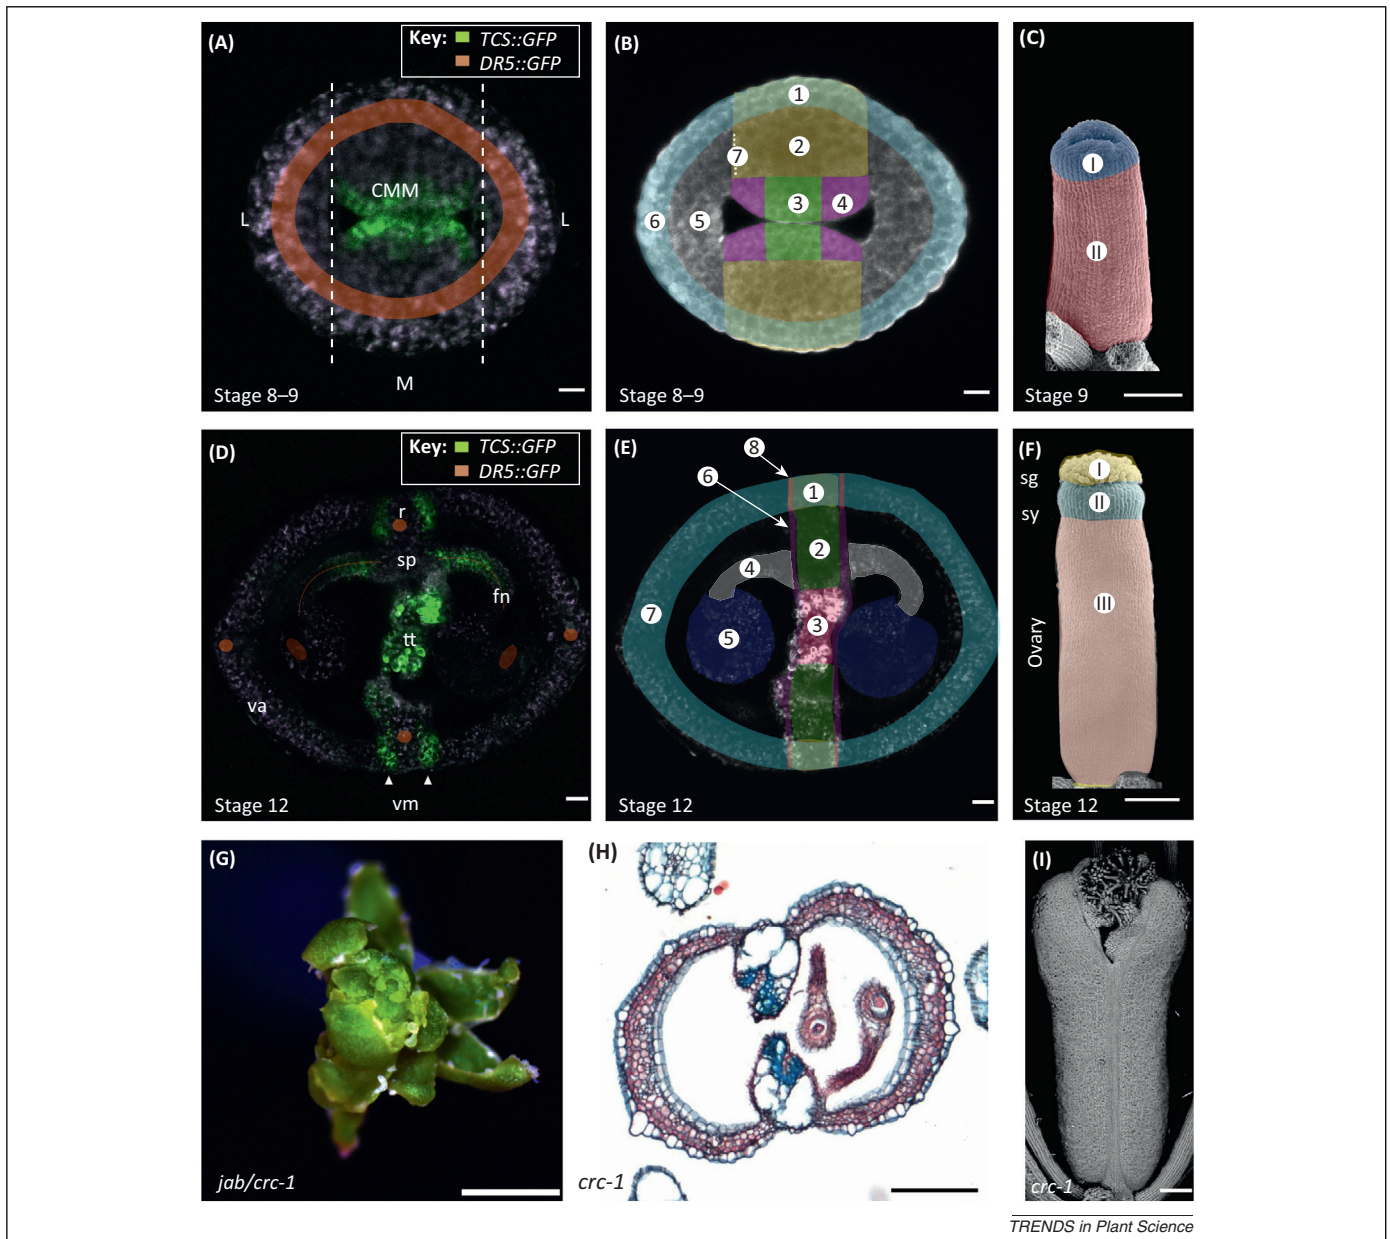 (A)
Key: TCS::GFP
DR5::GFP
CMM
L
L
M
Stage 8–9
(B)
1
2
7
3
4
5
6
Stage 8–9
(C)
I
II
Stage 9
(D)
Key: TCS::GFP
DR5::GFP
r
sp
fn
tt
va
vm
Stage 12
(E)
8
6
1
2
4
3
7
5
Stage 12
(F)
I
sg
II
sy
III
Ovary
Stage 12
(G)
jab/crc-1
(H)
crc-1
(I)
crc-1
TRENDS in Plant Science